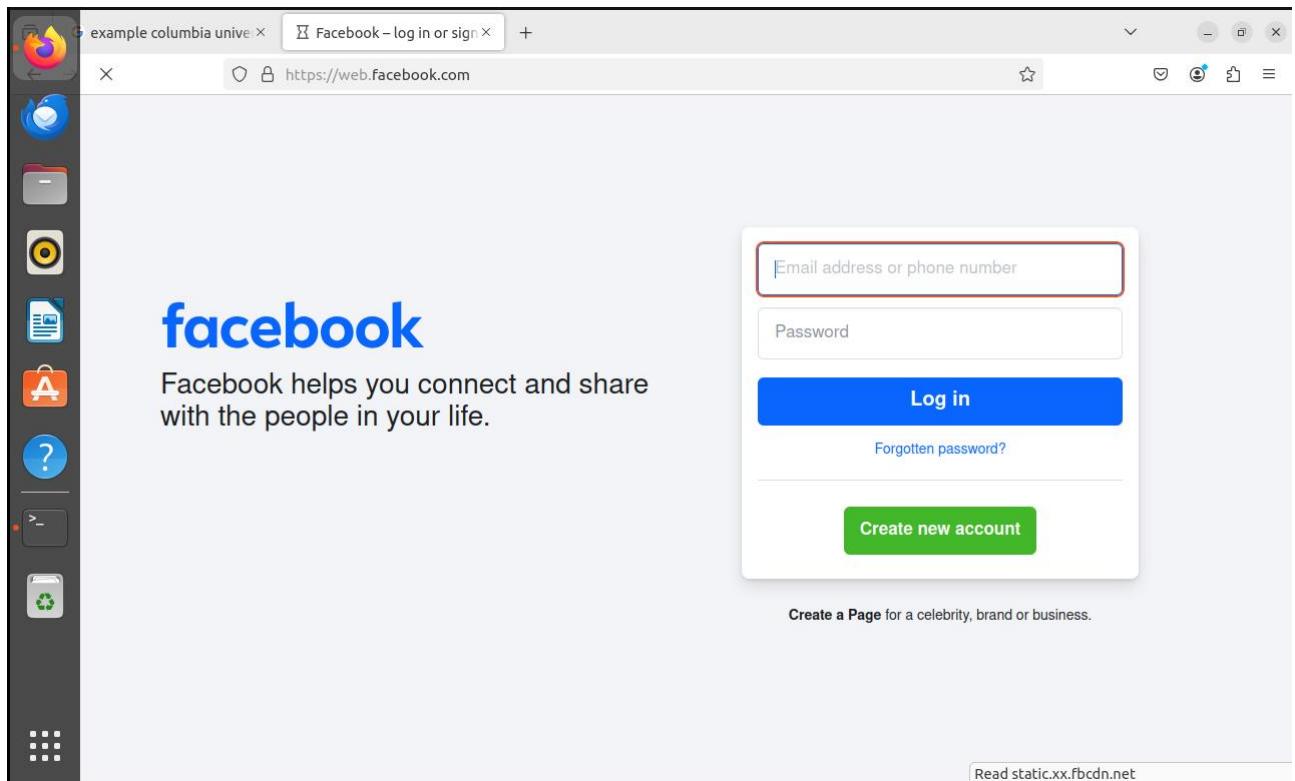 example columbia unive
Facebook – log in or sign
https://web.facebook.com
facebook
Facebook helps you connect and share
with the people in your life.
Email address or phone number
Password
Log in
Forgotten password?
Create new account
Create a Page for a celebrity, brand or business.
Read static.xx.fbcdn.net